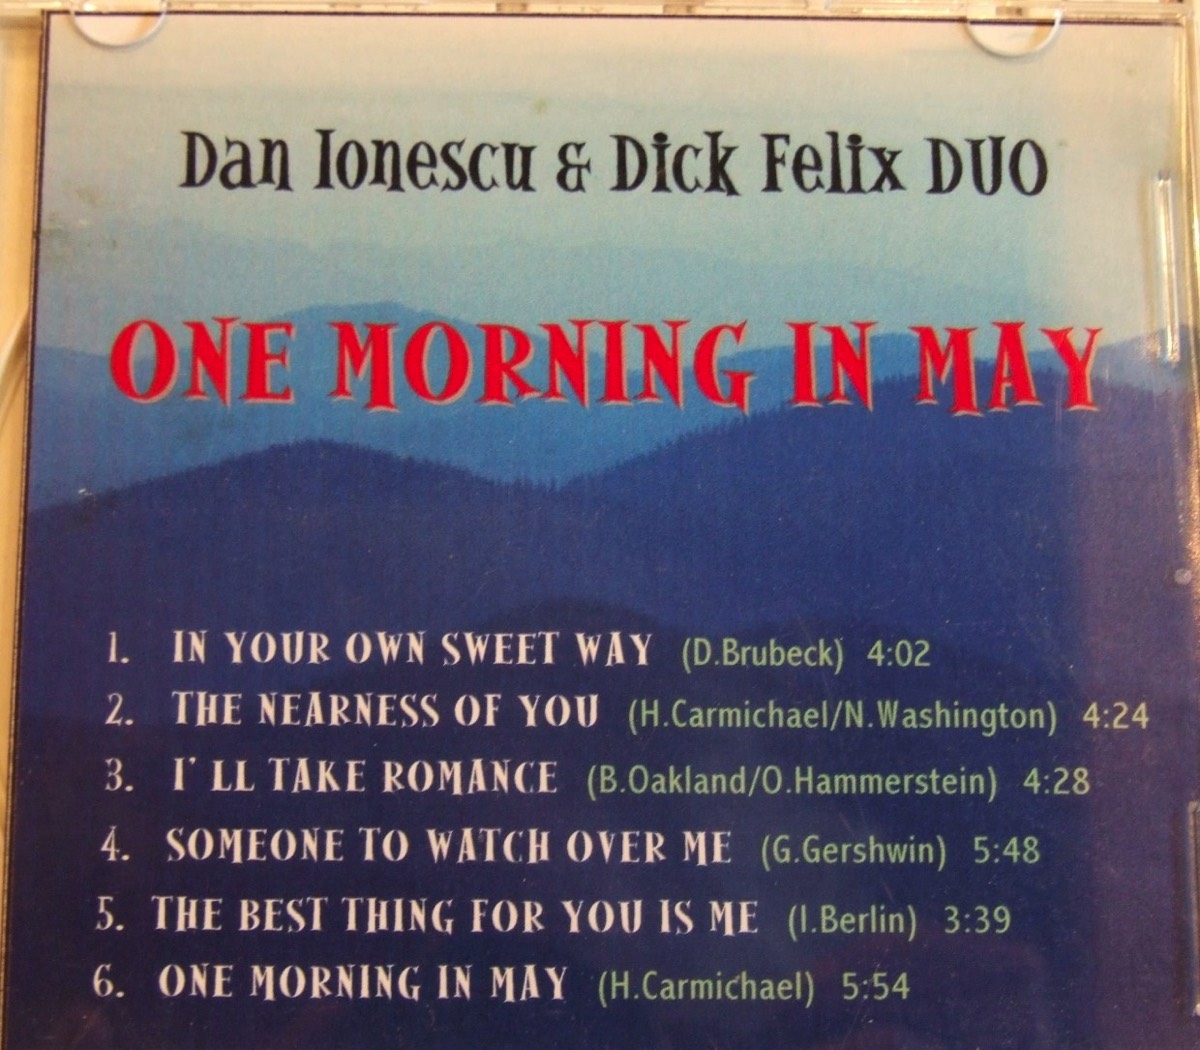 Dan Ionescu & Dick Felix DUO
ONE MORNING IN MAY
1. IN YOUR OWN SWEET WAY (D.Brubeck) 4:02
2. THE NEARNESS OF YOU (H.Carmichael/N.Washington) 4:24
3. I'LL TAKE ROMANCE (B.Oakland/O.Hammerstein) 4:28
4. SOMEONE TO WATCH OVER ME (G.Gershwin) 5:48
5. THE BEST THING FOR YOU IS ME (I.Berlin) 3:39
6. ONE MORNING IN MAY (H.Carmichael) 5:54